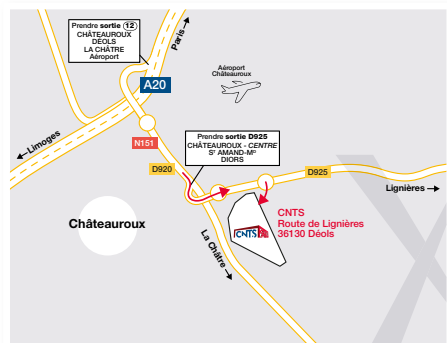 Prendre sortie 12
CHÂTEAUROUX
DÉOLS
LA CHÂTRE
Aéroport
Paris
A20
Aéroport
Châteauroux
Limoges
N151
Prendre sortie D925
CHÂTEAUROUX - CENTRE
Sᵗ AMAND-Mᴰ
DIORS
D920
D925
Lignières
Châteauroux
CNTS
Route de Lignières
36130 Déols
CNTS
La Châtre